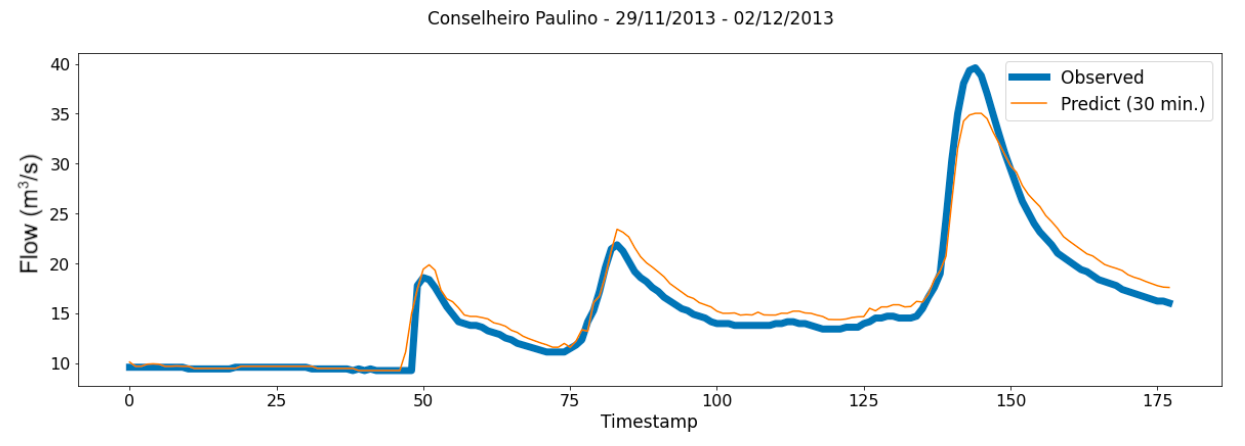 Conselheiro Paulino - 29/11/2013 - 02/12/2013
Flow (m³/s)
40
35
30
25
20
15
10
Observed
Predict (30 min.)
0 25 50 75 100 125 150 175
Timestamp